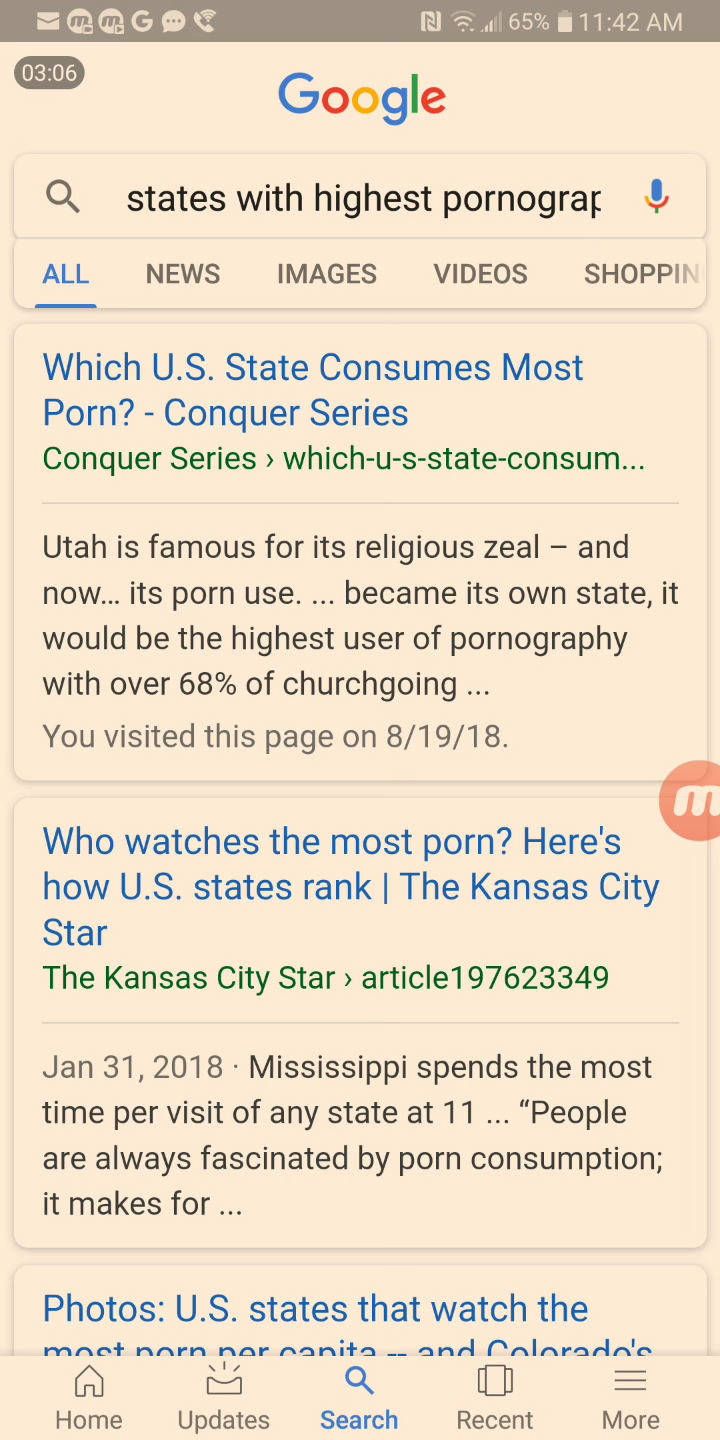 65% 11:42 AM
03:06
Google
states with highest pornograp
ALL NEWS IMAGES VIDEOS SHOPPIN
Which U.S. State Consumes Most
Porn? - Conquer Series
Conquer Series › which-u-s-state-consum...
Utah is famous for its religious zeal – and
now... its porn use. ... became its own state, it
would be the highest user of pornography
with over 68% of churchgoing ...
You visited this page on 8/19/18.
Who watches the most porn? Here's
how U.S. states rank | The Kansas City
Star
The Kansas City Star › article197623349
Jan 31, 2018 · Mississippi spends the most
time per visit of any state at 11 ... “People
are always fascinated by porn consumption;
it makes for ...
Photos: U.S. states that watch the
most porn per capita -- and Colorado's
Home Updates Search Recent More